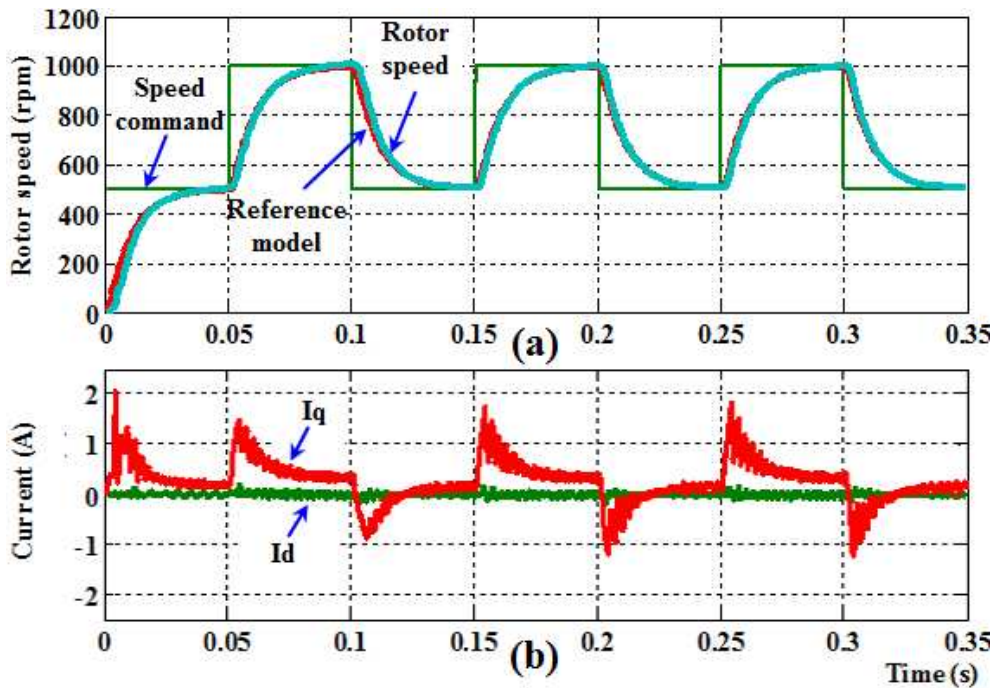 Rotor speed (rpm)
1200
1000
800
600
400
200
0
Speed
command
Rotor
speed
Reference
model
0 0.05 0.1 0.15 0.2 0.25 0.3 0.35
(a)
Current (A)
2
1
0
-1
-2
Iq
Id
0 0.05 0.1 0.15 0.2 0.25 0.3 0.35
(b)
Time (s)